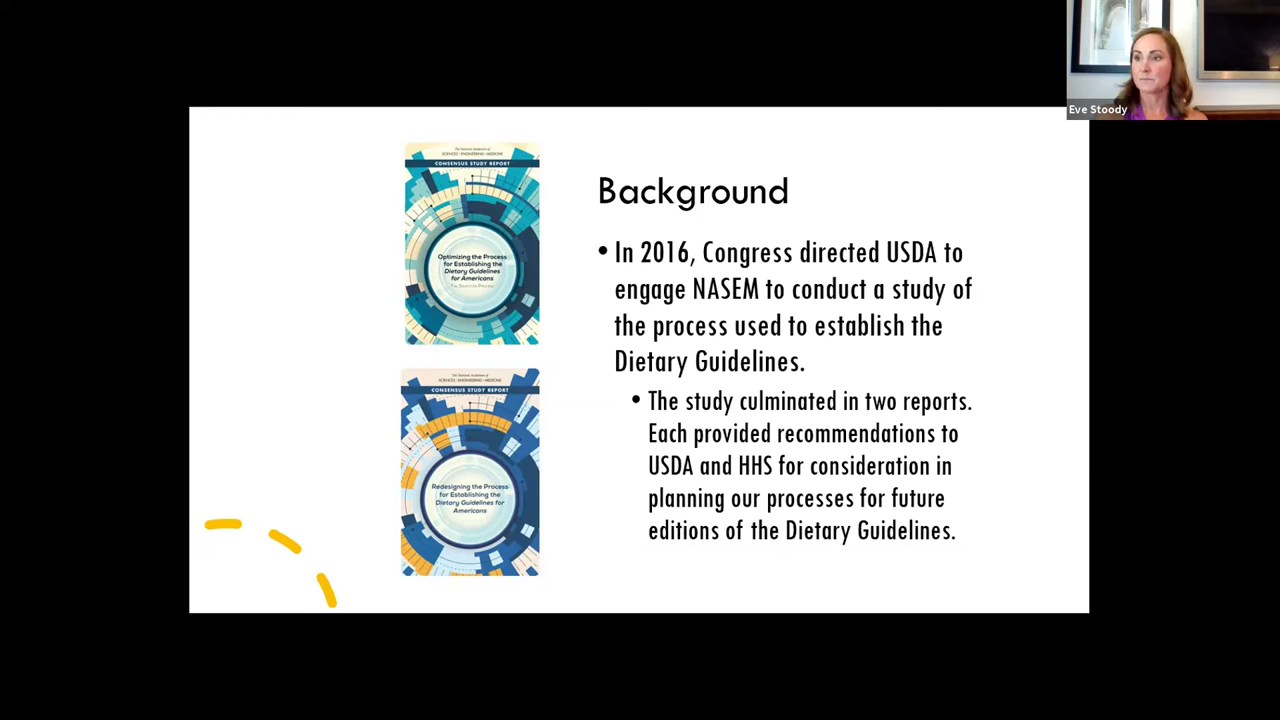 Eve Stoody
The National Academies of
SCIENCES • ENGINEERING • MEDICINE
CONSENSUS STUDY REPORT
Optimizing the Process
for Establishing the
Dietary Guidelines
for Americans
The Selection Process
Background
• In 2016, Congress directed USDA to
engage NASEM to conduct a study of
the process used to establish the
Dietary Guidelines.
• The study culminated in two reports.
Each provided recommendations to
USDA and HHS for consideration in
planning our processes for future
editions of the Dietary Guidelines.
The National Academies of
SCIENCES • ENGINEERING • MEDICINE
CONSENSUS STUDY REPORT
Redesigning the Process
for Establishing the
Dietary Guidelines for
Americans